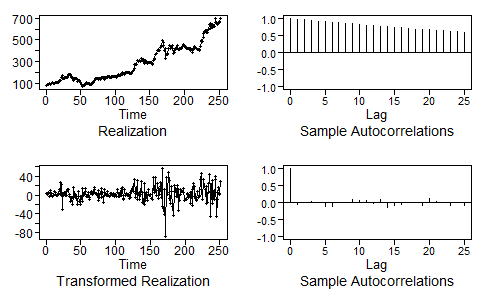 700
500
300
100
0 50 100 150 200 250
Time
Realization
1.0
0.5
0.0
-0.5
-1.0
0 5 10 15 20 25
Lag
Sample Autocorrelations
40
0
-40
-80
0 50 100 150 200 250
Time
Transformed Realization
1.0
0.5
0.0
-0.5
-1.0
0 5 10 15 20 25
Lag
Sample Autocorrelations